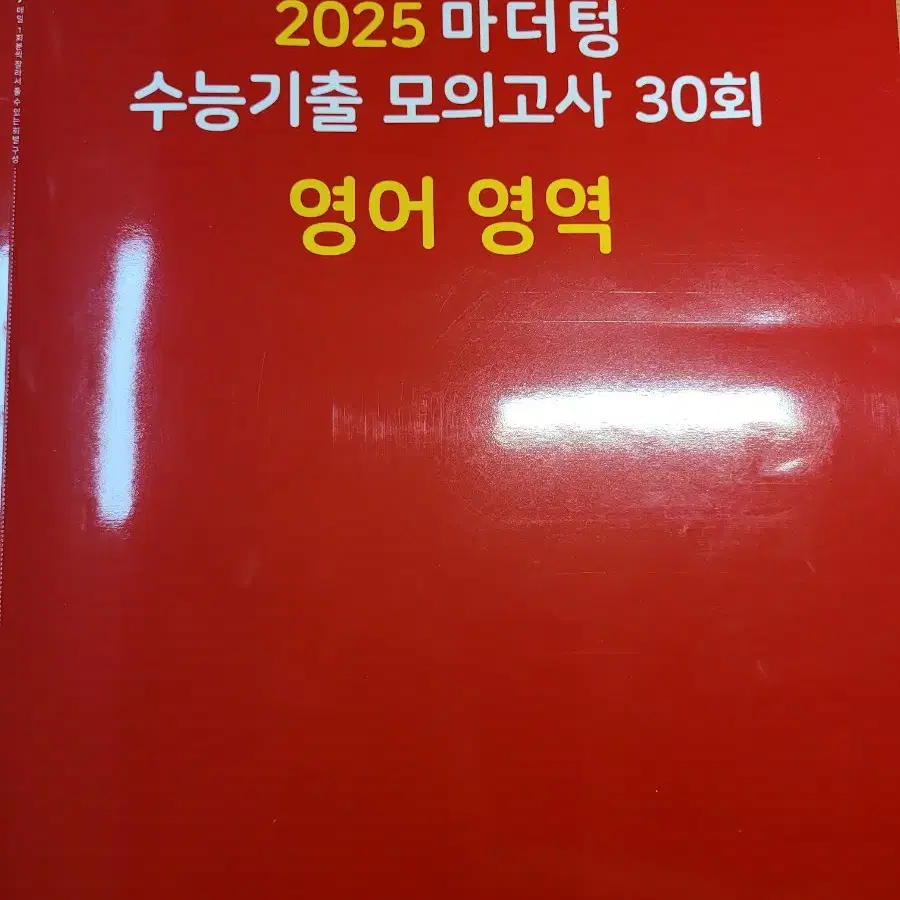 2025 마더텅
수능기출 모의고사 30회
영어 영역